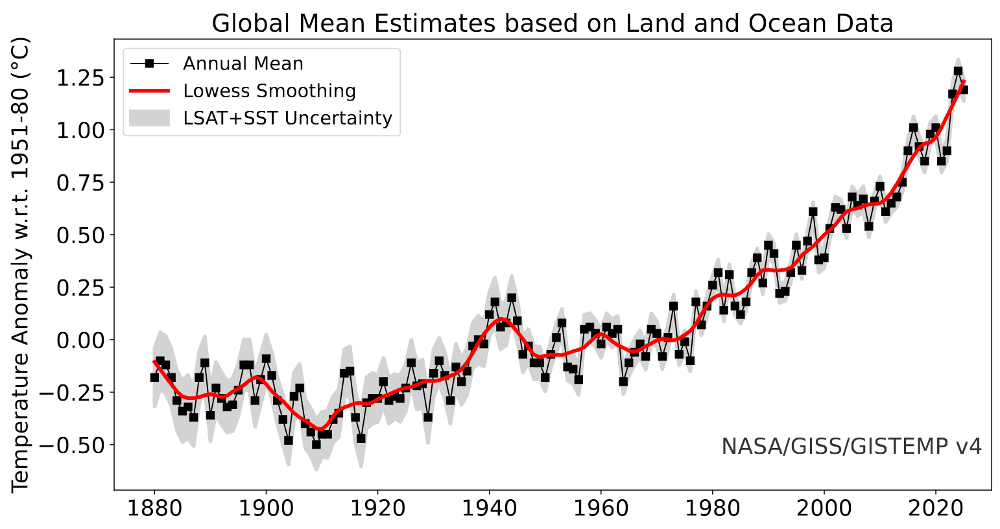 Global Mean Estimates based on Land and Ocean Data
Temperature Anomaly w.r.t. 1951-80 (°C)
Annual Mean
Lowess Smoothing
LSAT+SST Uncertainty
1.25
1.00
0.75
0.50
0.25
0.00
−0.25
−0.50
NASA/GISS/GISTEMP v4
1880 1900 1920 1940 1960 1980 2000 2020